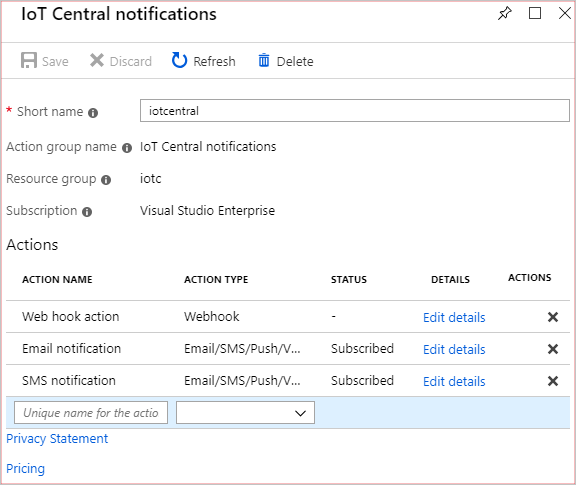 IoT Central notifications
Save Discard Refresh Delete
* Short name iotcentral
Action group name IoT Central notifications
Resource group iotc
Subscription Visual Studio Enterprise
Actions
ACTION NAME ACTION TYPE STATUS DETAILS ACTIONS
Web hook action Webhook - Edit details
Email notification Email/SMS/Push/V... Subscribed Edit details
SMS notification Email/SMS/Push/V... Subscribed Edit details
Unique name for the actio
Privacy Statement
Pricing